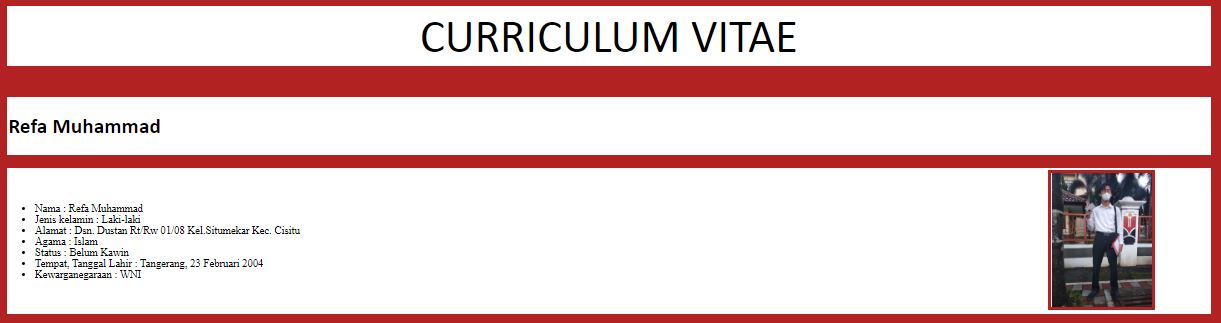 CURRICULUM VITAE
Refa Muhammad
Nama : Refa Muhammad
Jenis kelamin : Laki-laki
Alamat : Dsn. Dustan Rt/Rw 01/08 Kel.Situmekar Kec. Cisitu
Agama : Islam
Status : Belum Kawin
Tempat, Tanggal Lahir : Tangerang, 23 Februari 2004
Kewarganegaraan : WNI